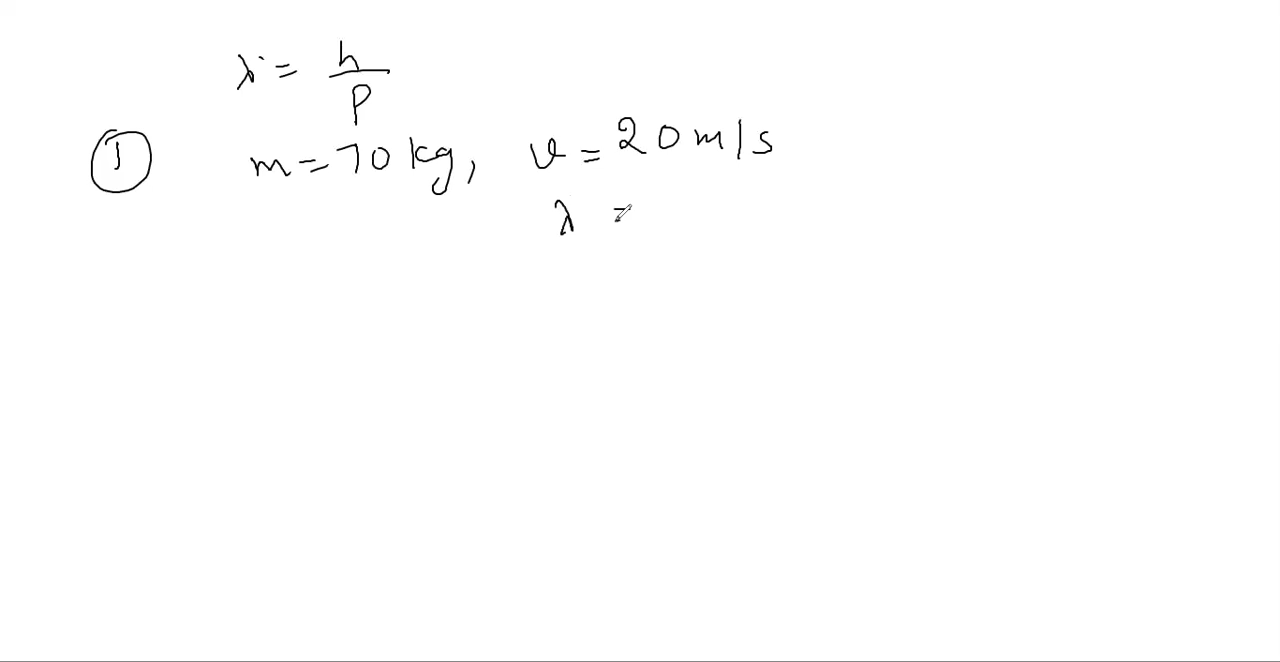 λ = h/P
① m = 70 kg, v = 20 m/s
λ =